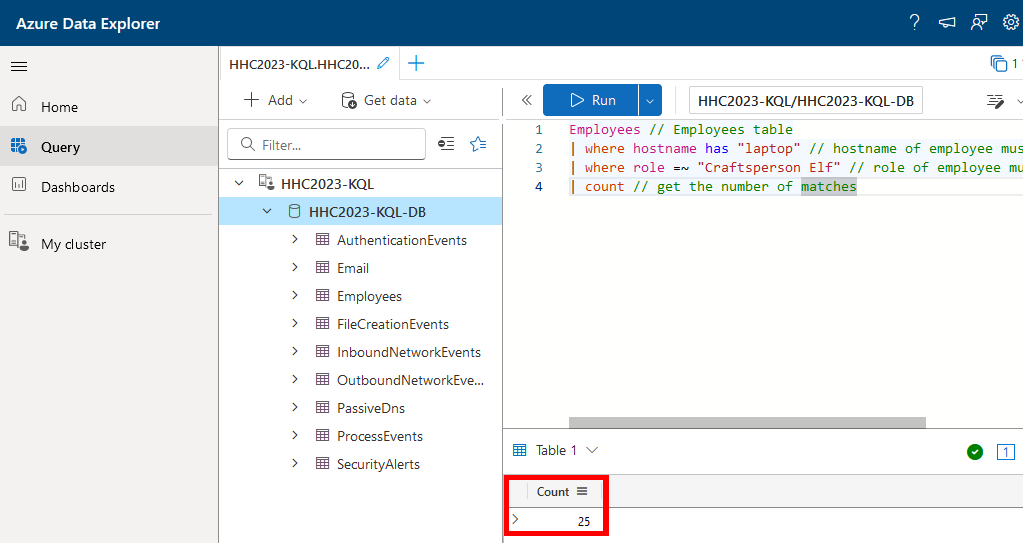 Azure Data Explorer
?
Home
Query
Dashboards
My cluster
HHC2023-KQL.HHC20...
1
Add
Get data
Filter...
HHC2023-KQL
HHC2023-KQL-DB
AuthenticationEvents
Email
Employees
FileCreationEvents
InboundNetworkEvents
OutboundNetworkEve...
PassiveDns
ProcessEvents
SecurityAlerts
Run
HHC2023-KQL/HHC2023-KQL-DB
1 Employees // Employees table
2 | where hostname has "laptop" // hostname of employee mus
3 | where role =~ "Craftsperson Elf" // role of employee mu
4 | count // get the number of matches
Table 1
1
Count
25